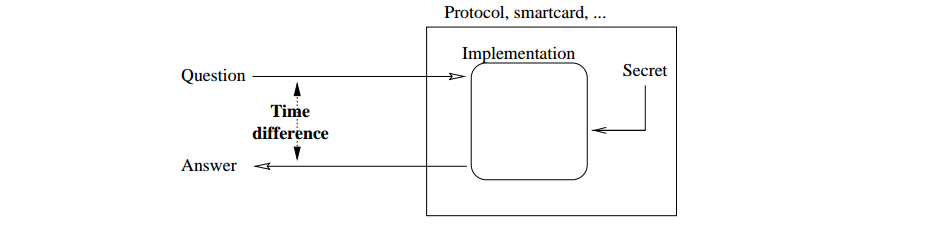 Protocol, smartcard, ...
Implementation
Question
Secret
Time
difference
Answer